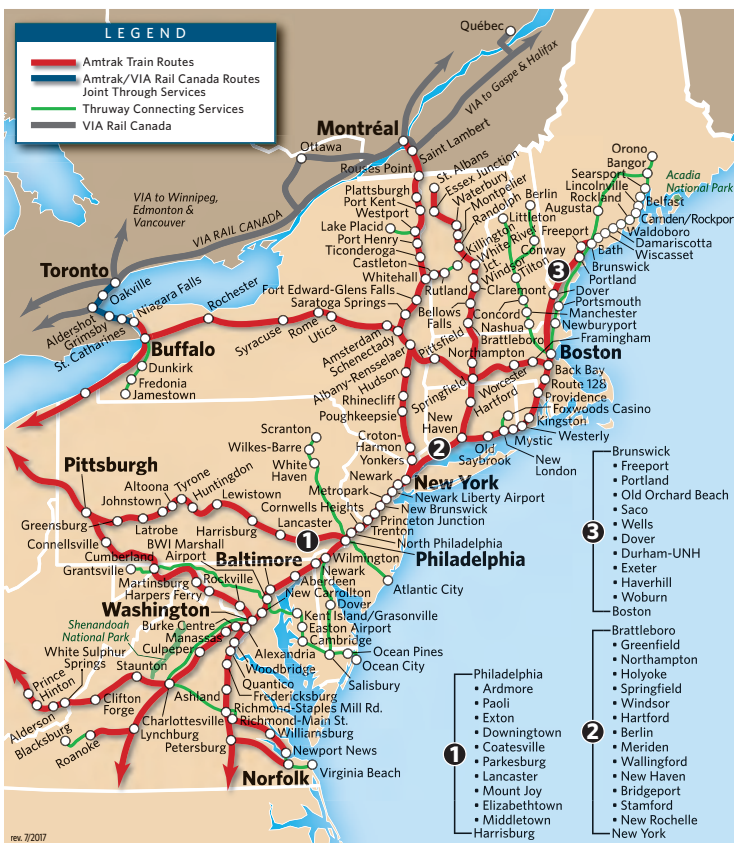 LEGEND
Amtrak Train Routes
Amtrak/VIA Rail Canada Routes
Joint Through Services
Thruway Connecting Services
VIA Rail Canada
Québec
VIA to Gaspe & Halifax
Montréal
Ottawa
Saint Lambert
Rouses Point
St. Albans
Essex Junction
Waterbury
Montpelier
Randolph
Plattsburgh
Port Kent
Westport
Lake Placid
Port Henry
Ticonderoga
Castleton
Whitehall
Killington
White River
Jct.
Windsor
Rutland
Claremont
Bellows
Falls
Berlin
Littleton
Conway
Tilton
Concord
Nashua
Brattleboro
Orono
Bangor
Searsport
Lincolnville
Rockland
Augusta
Freeport
Acadia
National Park
Belfast
Camden/Rockpor
Waldoboro
Damariscotta
Wiscasset
Bath
Brunswick
Portland
3
Dover
Portsmouth
Manchester
Newburyport
Framingham
Boston
Back Bay
Route 128
Providence
Foxwoods Casino
Kingston
Westerly
Mystic
New
London
Old
Saybrook
New
Haven
Hartford
Worcester
Springfield
Northampton
Pittsfield
VIA to Winnipeg,
Edmonton &
Vancouver
VIA RAIL CANADA
Toronto
Oakville
Aldershot
Grimsby
St. Catharines
Niagara Falls
Buffalo
Dunkirk
Fredonia
Jamestown
Rochester
Syracuse
Rome
Utica
Fort Edward-Glens Falls
Saratoga Springs
Amsterdam
Schenectady
Albany-Rensselaer
Hudson
Rhinecliff
Poughkeepsie
Croton-
Harmon
Yonkers
2
New York
Newark
Newark Liberty Airport
Metropark
New Brunswick
Princeton Junction
Cornwells Heights
Trenton
North Philadelphia
Philadelphia
Scranton
Wilkes-Barre
White
Haven
Pittsburgh
Greensburg
Connellsville
Latrobe
Johnstown
Altoona
Tyrone
Huntingdon
Lewistown
Harrisburg
Lancaster
1
Cumberland
Grantsville
BWI Marshall
Airport
Martinsburg
Harpers Ferry
Rockville
Baltimore
Wilmington
Newark
Aberdeen
New Carrollton
Dover
Atlantic City
Washington
Kent Island/Grasonville
Easton Airport
Cambridge
Ocean Pines
Ocean City
Salisbury
Shenandoah
National Park
Burke Centre
Manassas
Culpeper
Alexandria
Woodbridge
Quantico
Fredericksburg
White Sulphur
Springs
Staunton
Prince
Hinton
Alderson
Clifton
Forge
Ashland
Charlottesville
Lynchburg
Blacksburg
Roanoke
Richmond-Staples Mill Rd.
Richmond-Main St.
Williamsburg
Petersburg
Newport News
Norfolk
Virginia Beach
Brunswick
• Freeport
• Portland
• Old Orchard Beach
• Saco
• Wells
3
• Dover
• Durham-UNH
• Exeter
• Haverhill
• Woburn
Boston
Brattleboro
• Greenfield
• Northampton
• Holyoke
• Springfield
• Windsor
• Hartford
2
• Berlin
• Meriden
• Wallingford
• New Haven
• Bridgeport
• Stamford
• New Rochelle
New York
Philadelphia
• Ardmore
• Paoli
• Exton
• Downingtown
• Coatesville
1
• Parkesburg
• Lancaster
• Mount Joy
• Elizabethtown
• Middletown
Harrisburg
rev. 7/2017